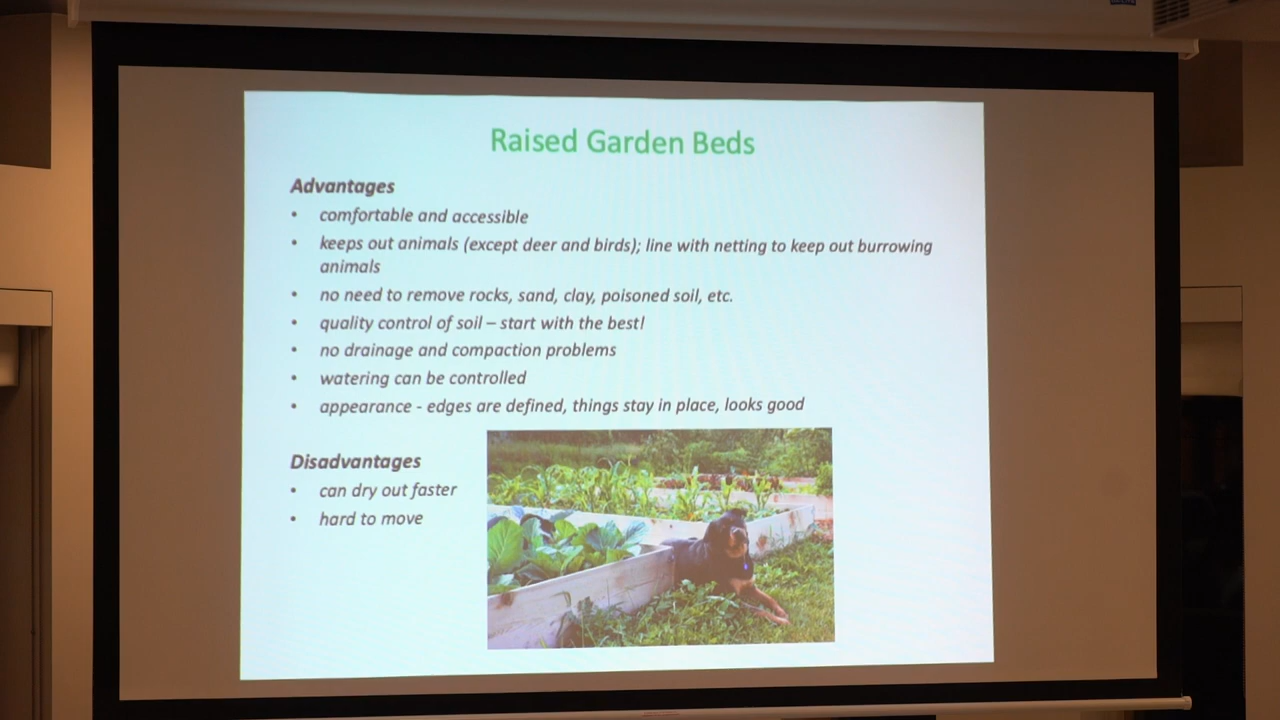 Raised Garden Beds
Advantages
• comfortable and accessible
• keeps out animals (except deer and birds); line with netting to keep out burrowing
animals
• no need to remove rocks, sand, clay, poisoned soil, etc.
• quality control of soil – start with the best!
• no drainage and compaction problems
• watering can be controlled
• appearance - edges are defined, things stay in place, looks good
Disadvantages
• can dry out faster
• hard to move